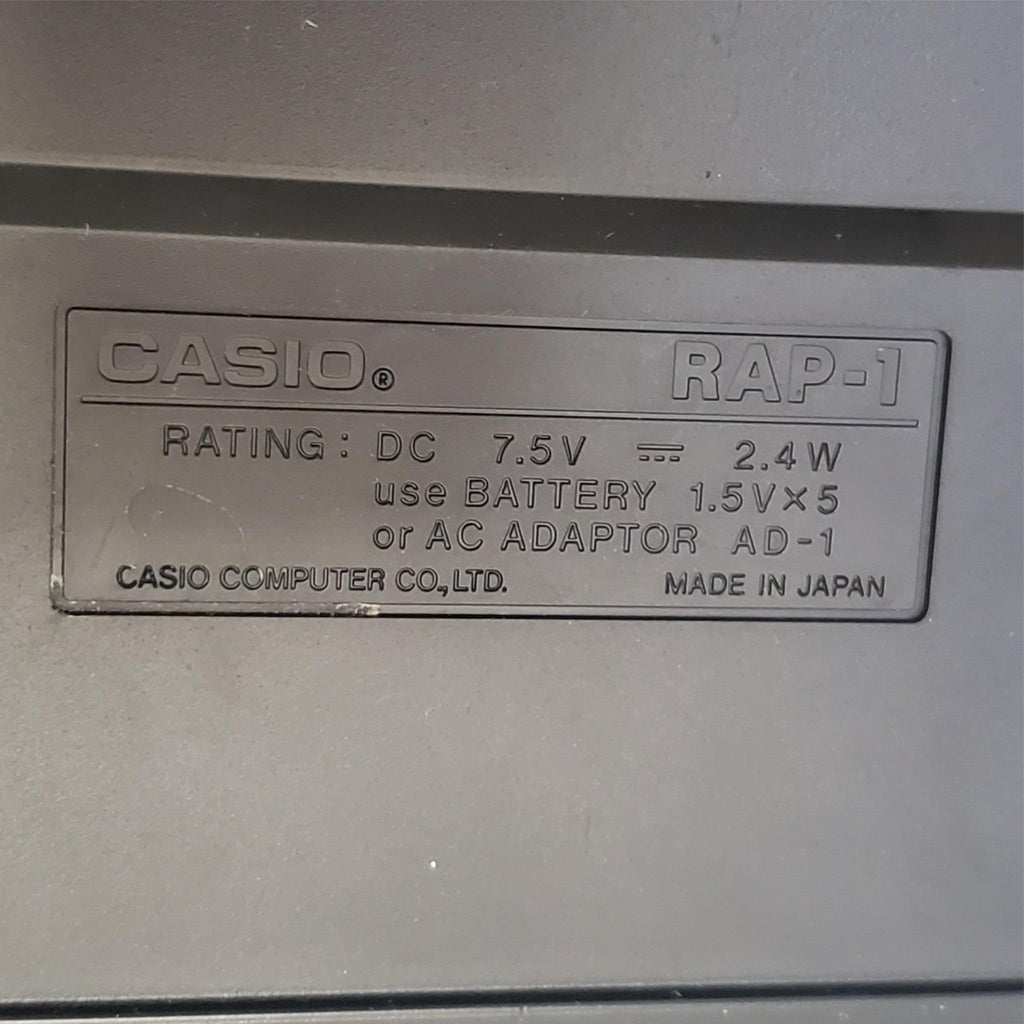 CASIO® RAP-1
RATING : DC 7.5V ⎓ 2.4W
use BATTERY 1.5V×5
or AC ADAPTOR AD-1
CASIO COMPUTER CO.,LTD. MADE IN JAPAN